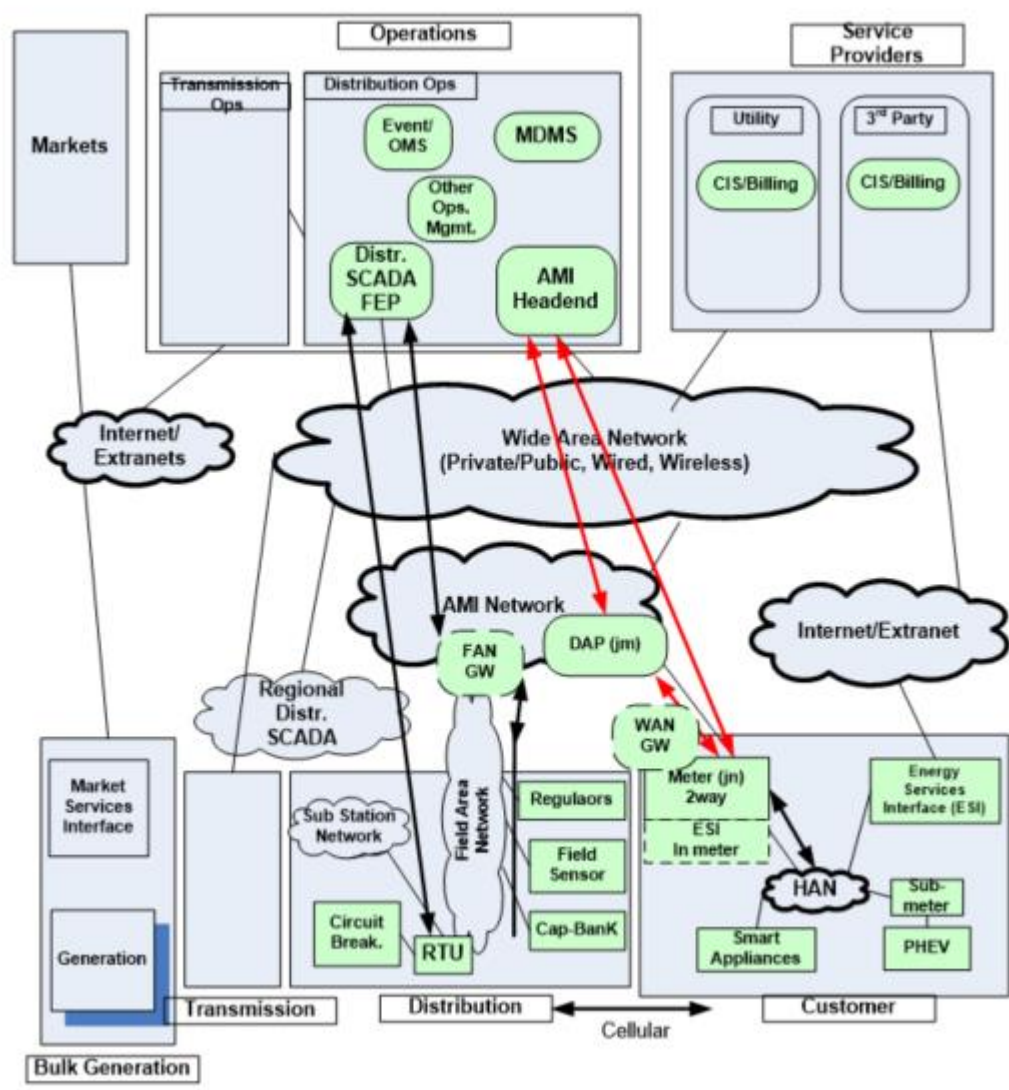 Operations
Service
Providers
Markets
Transmission
Ops
Distribution Ops
Event/
OMS
MDMS
Other
Ops.
Mgmt.
Distr.
SCADA
FEP
AMI
Headend
Utility
3rd Party
CIS/Billing
CIS/Billing
Internet/
Extranets
Wide Area Network
(Private/Public, Wired, Wireless)
AMI Network
FAN
GW
DAP (jm)
Internet/Extranet
Regional
Distr.
SCADA
WAN
GW
Market
Services
Interface
Generation
Sub Station
Network
Field Area
Network
Circuit
Break.
RTU
Regulaors
Field
Sensor
Cap-BanK
Meter (jn)
2way
ESI
In meter
Energy
Services
Interface (ESI)
HAN
Sub-
meter
Smart
Appliances
PHEV
Transmission
Distribution
Cellular
Customer
Bulk Generation